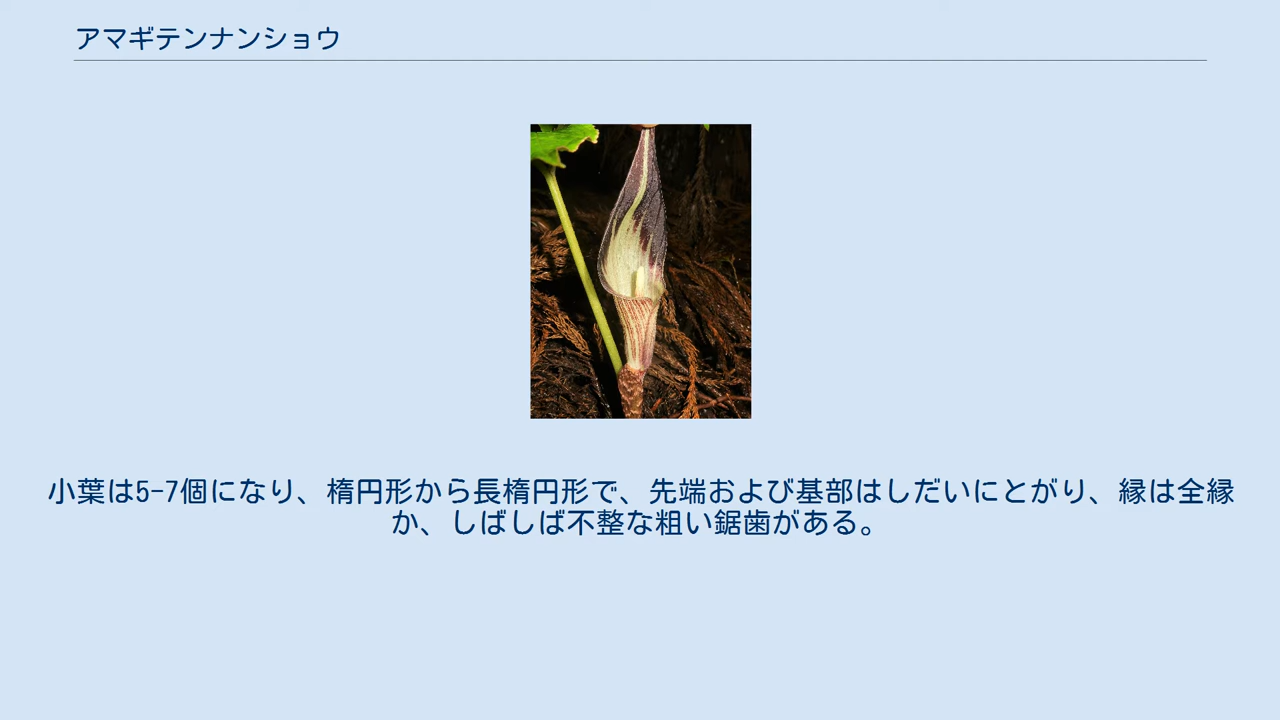 アマギテンナンショウ
小葉は5-7個になり、楕円形から長楕円形で、先端および基部はしだいにとがり、縁は全縁
か、しばしば不整な粗い鋸歯がある。